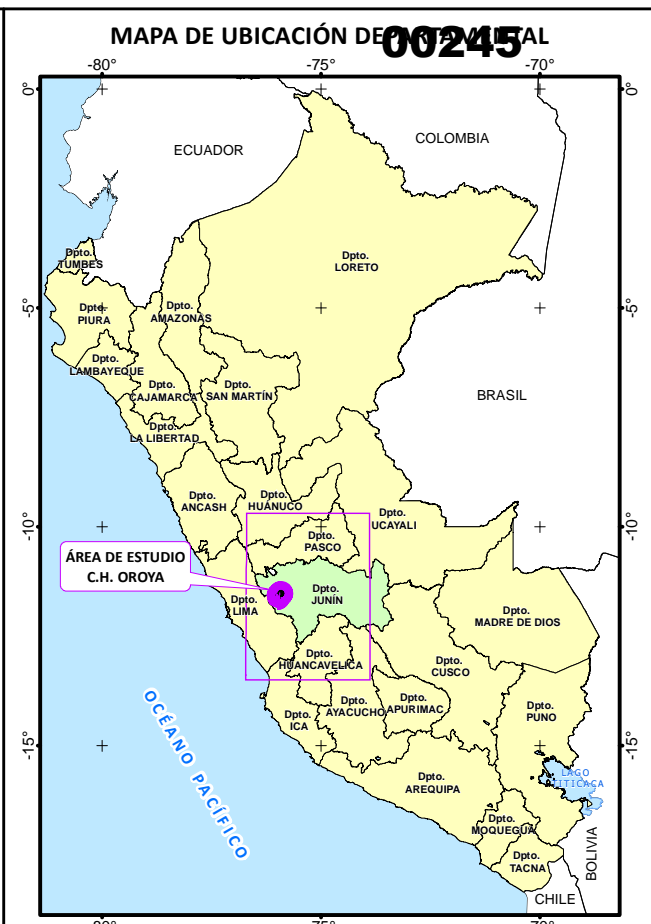 MAPA DE UBICACIÓN DEPARTAMENTAL
00245
-80° -75° -70°
0°
0°
COLOMBIA
ECUADOR
Dpto.
LORETO
Dpto.
TUMBES
-5°
-5°
Dpto.
PIURA
Dpto.
AMAZONAS
Dpto.
LAMBAYEQUE
Dpto.
CAJAMARCA
Dpto.
SAN MARTÍN
BRASIL
Dpto.
LA LIBERTAD
Dpto.
ANCASH
Dpto.
HUÁNUCO
Dpto.
UCAYALI
-10°
-10°
Dpto.
PASCO
ÁREA DE ESTUDIO
C.H. OROYA
Dpto.
LIMA
Dpto.
JUNÍN
Dpto.
MADRE DE DIOS
Dpto.
HUANCAVELICA
Dpto.
CUSCO
Dpto.
ICA
Dpto.
AYACUCHO
Dpto.
APURIMAC
Dpto.
PUNO
OCÉANO PACÍFICO
-15°
-15°
LAGO
TITICACA
Dpto.
AREQUIPA
Dpto.
MOQUEGUA
Dpto.
TACNA
BOLIVIA
CHILE
-80° -75° -70°